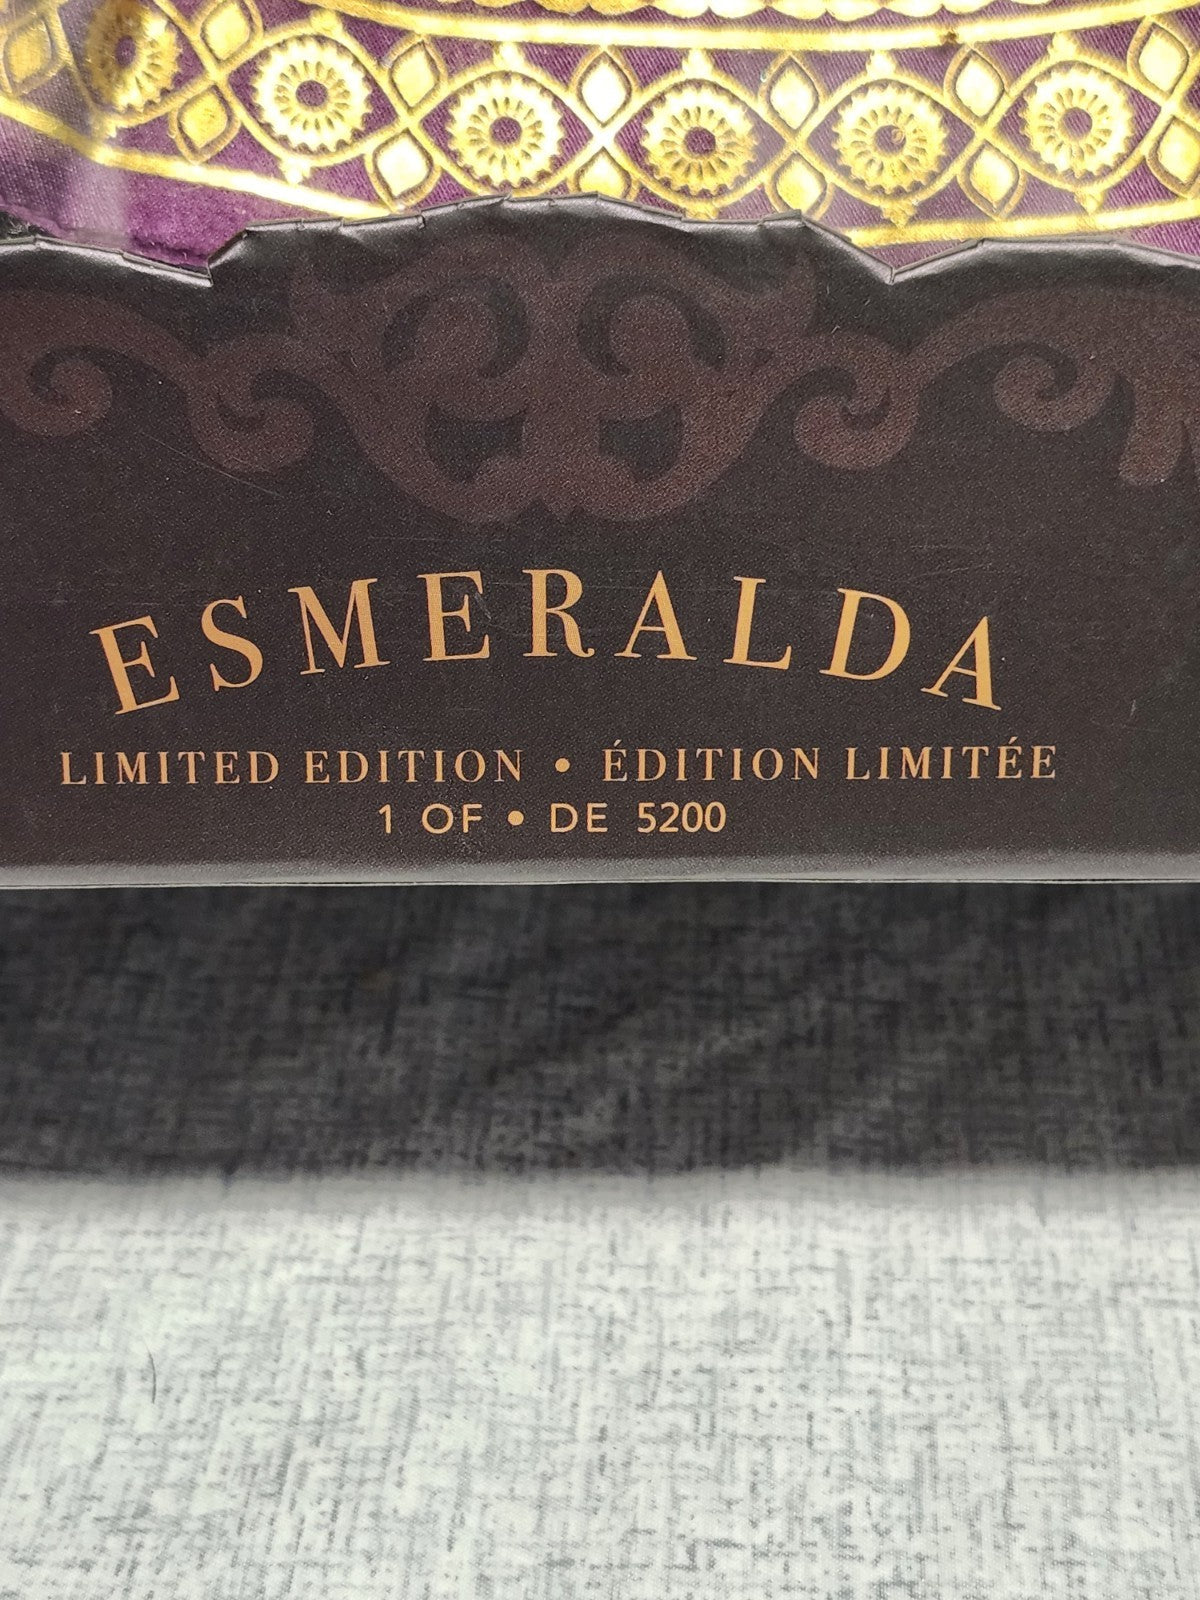 ESMERALDA
LIMITED EDITION • ÉDITION LIMITÉE
1 OF • DE 5200